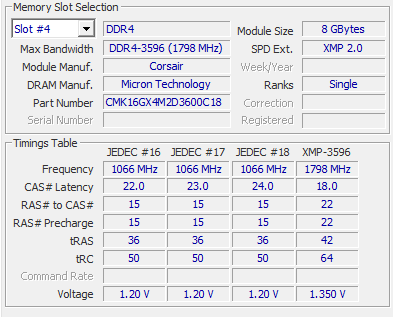 Memory Slot Selection
Slot #4 DDR4 Module Size 8 GBytes
Max Bandwidth DDR4-3596 (1798 MHz) SPD Ext. XMP 2.0
Module Manuf. Corsair Week/Year
DRAM Manuf. Micron Technology Ranks Single
Part Number CMK16GX4M2D3600C18 Correction
Serial Number Registered
Timings Table
JEDEC #16 JEDEC #17 JEDEC #18 XMP-3596
Frequency 1066 MHz 1066 MHz 1066 MHz 1798 MHz
CAS# Latency 22.0 23.0 24.0 18.0
RAS# to CAS# 15 15 15 22
RAS# Precharge 15 15 15 22
tRAS 36 36 36 42
tRC 50 50 50 64
Command Rate
Voltage 1.20 V 1.20 V 1.20 V 1.350 V